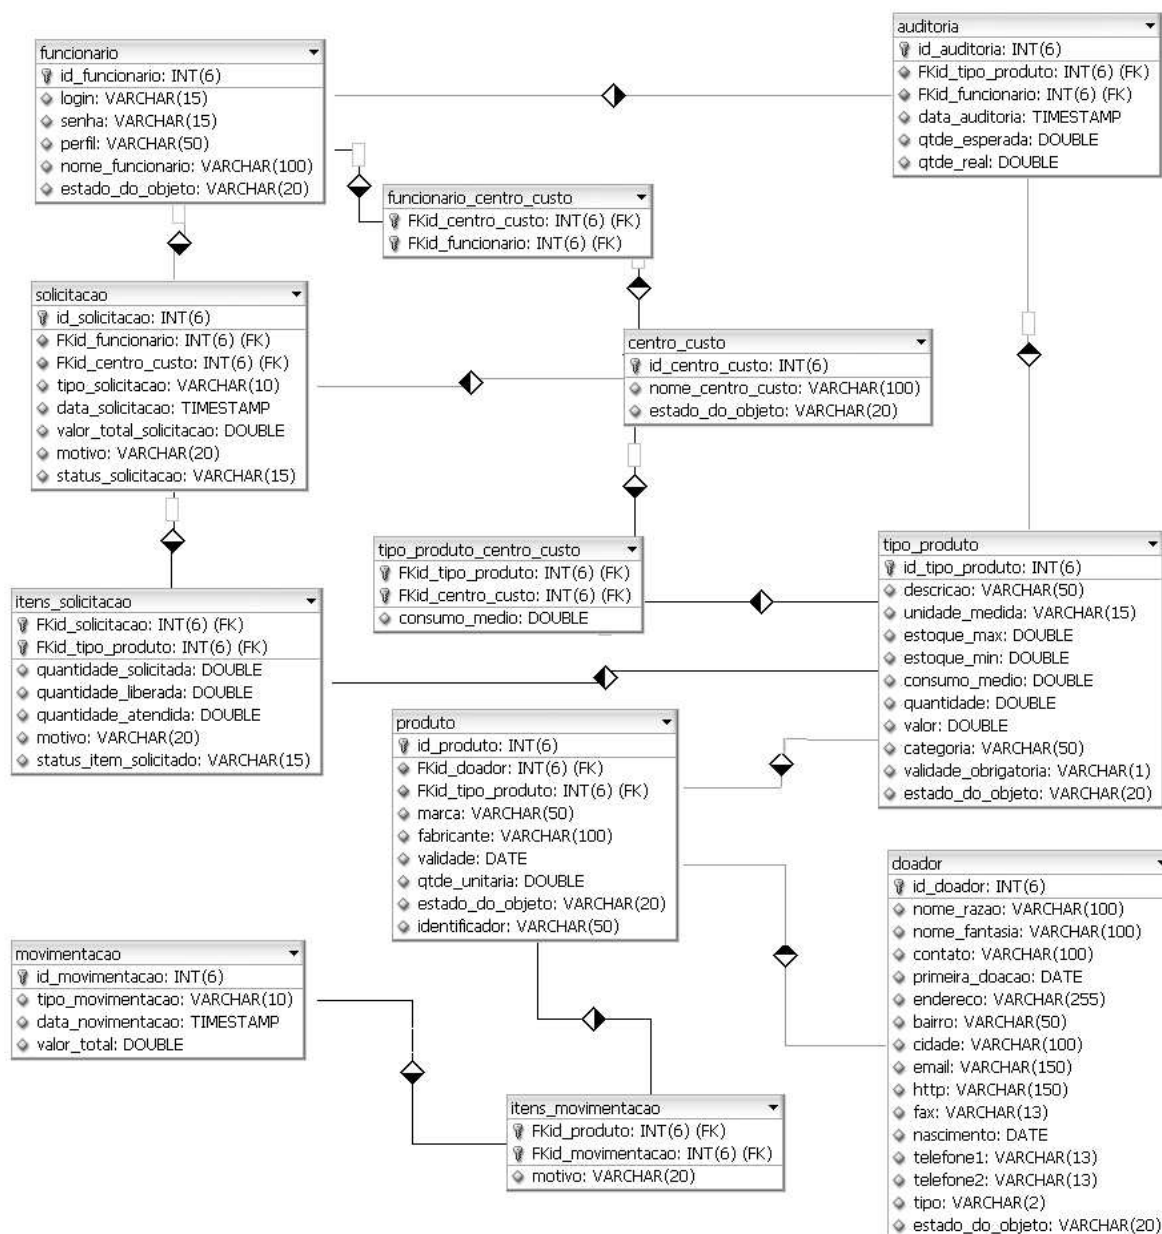 funcionario
id_funcionario: INT(6)
login: VARCHAR(15)
senha: VARCHAR(15)
perfil: VARCHAR(50)
nome_funcionario: VARCHAR(100)
estado_do_objeto: VARCHAR(20)
auditoria
id_auditoria: INT(6)
FKid_tipo_produto: INT(6) (FK)
FKid_funcionario: INT(6) (FK)
data_auditoria: TIMESTAMP
qtde_esperada: DOUBLE
qtde_real: DOUBLE
funcionario_centro_custo
FKid_centro_custo: INT(6) (FK)
FKid_funcionario: INT(6) (FK)
solicitacao
id_solicitacao: INT(6)
FKid_funcionario: INT(6) (FK)
FKid_centro_custo: INT(6) (FK)
tipo_solicitacao: VARCHAR(10)
data_solicitacao: TIMESTAMP
valor_total_solicitacao: DOUBLE
motivo: VARCHAR(20)
status_solicitacao: VARCHAR(15)
centro_custo
id_centro_custo: INT(6)
nome_centro_custo: VARCHAR(100)
estado_do_objeto: VARCHAR(20)
tipo_produto_centro_custo
FKid_tipo_produto: INT(6) (FK)
FKid_centro_custo: INT(6) (FK)
consumo_medio: DOUBLE
tipo_produto
id_tipo_produto: INT(6)
descricao: VARCHAR(50)
unidade_medida: VARCHAR(15)
estoque_max: DOUBLE
estoque_min: DOUBLE
consumo_medio: DOUBLE
quantidade: DOUBLE
valor: DOUBLE
categoria: VARCHAR(50)
validade_obrigatoria: VARCHAR(1)
estado_do_objeto: VARCHAR(20)
itens_solicitacao
FKid_solicitacao: INT(6) (FK)
FKid_tipo_produto: INT(6) (FK)
quantidade_solicitada: DOUBLE
quantidade_liberada: DOUBLE
quantidade_atendida: DOUBLE
motivo: VARCHAR(20)
status_item_solicitado: VARCHAR(15)
produto
id_produto: INT(6)
FKid_doador: INT(6) (FK)
FKid_tipo_produto: INT(6) (FK)
marca: VARCHAR(50)
fabricante: VARCHAR(100)
validade: DATE
qtde_unitaria: DOUBLE
estado_do_objeto: VARCHAR(20)
identificador: VARCHAR(50)
doador
id_doador: INT(6)
nome_razao: VARCHAR(100)
nome_fantasia: VARCHAR(100)
contato: VARCHAR(100)
primeira_doacao: DATE
endereco: VARCHAR(255)
bairro: VARCHAR(50)
cidade: VARCHAR(100)
email: VARCHAR(150)
http: VARCHAR(150)
fax: VARCHAR(13)
nascimento: DATE
telefone1: VARCHAR(13)
telefone2: VARCHAR(13)
tipo: VARCHAR(2)
estado_do_objeto: VARCHAR(20)
movimentacao
id_movimentacao: INT(6)
tipo_movimentacao: VARCHAR(10)
data_novimentacao: TIMESTAMP
valor_total: DOUBLE
itens_movimentacao
FKid_produto: INT(6) (FK)
FKid_movimentacao: INT(6) (FK)
motivo: VARCHAR(20)